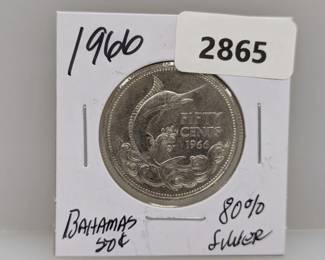 1966
2865
FIFTY
CENTS
1966
BAHAMAS
50¢
80%
SILVER